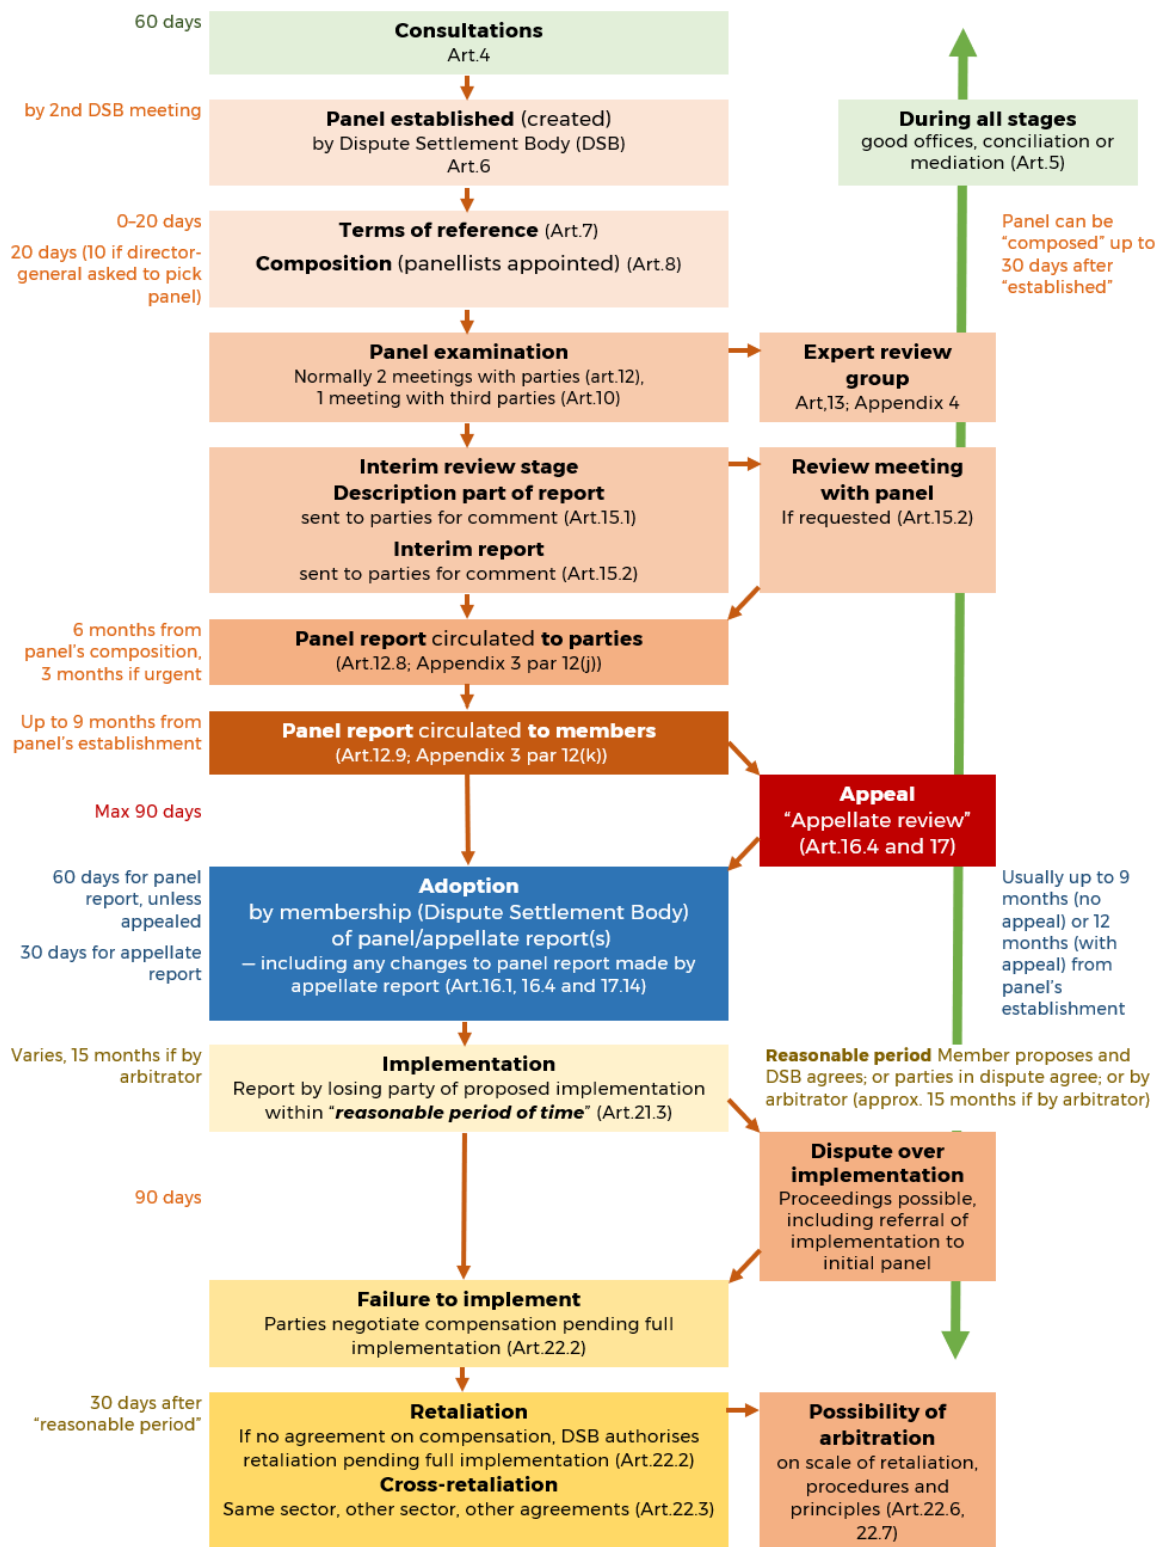 60 days
Consultations
Art.4
by 2nd DSB meeting
Panel established (created)
by Dispute Settlement Body (DSB)
Art.6
During all stages
good offices, conciliation or
mediation (Art.5)
0–20 days
20 days (10 if director-
general asked to pick
panel)
Terms of reference (Art.7)
Composition (panellists appointed) (Art.8)
Panel can be
“composed” up to
30 days after
“established”
Panel examination
Normally 2 meetings with parties (art.12),
1 meeting with third parties (Art.10)
Expert review
group
Art,13; Appendix 4
Interim review stage
Description part of report
sent to parties for comment (Art.15.1)
Interim report
sent to parties for comment (Art.15.2)
Review meeting
with panel
If requested (Art.15.2)
6 months from
panel’s composition,
3 months if urgent
Panel report circulated to parties
(Art.12.8; Appendix 3 par 12(j))
Up to 9 months from
panel’s establishment
Panel report circulated to members
(Art.12.9; Appendix 3 par 12(k))
Max 90 days
Appeal
“Appellate review”
(Art.16.4 and 17)
60 days for panel
report, unless
appealed
30 days for appellate
report
Adoption
by membership (Dispute Settlement Body)
of panel/appellate report(s)
— including any changes to panel report made by
appellate report (Art.16.1, 16.4 and 17.14)
Usually up to 9
months (no
appeal) or 12
months (with
appeal) from
panel’s
establishment
Varies, 15 months if by
arbitrator
Implementation
Report by losing party of proposed implementation
within “reasonable period of time” (Art.21.3)
Reasonable period Member proposes and
DSB agrees; or parties in dispute agree; or by
arbitrator (approx. 15 months if by arbitrator)
90 days
Dispute over
implementation
Proceedings possible,
including referral of
implementation to
initial panel
Failure to implement
Parties negotiate compensation pending full
implementation (Art.22.2)
30 days after
“reasonable period”
Retaliation
If no agreement on compensation, DSB authorises
retaliation pending full implementation (Art.22.2)
Cross-retaliation
Same sector, other sector, other agreements (Art.22.3)
Possibility of
arbitration
on scale of retaliation,
procedures and
principles (Art.22.6,
22.7)